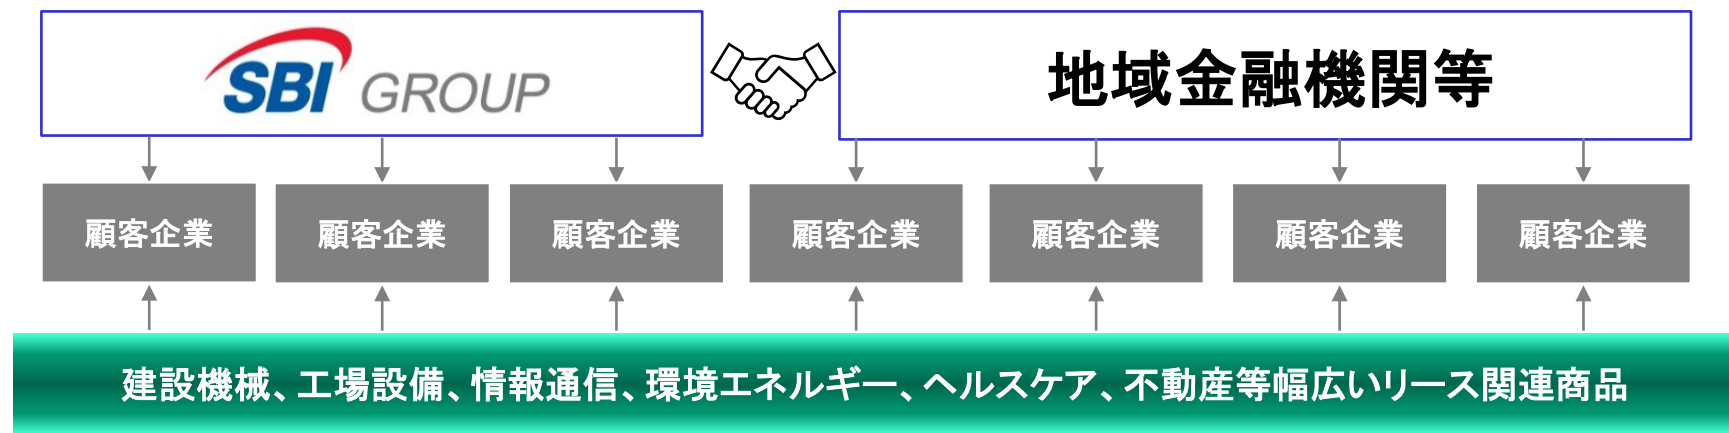 SBI GROUP
地域金融機関等
顧客企業
顧客企業
顧客企業
顧客企業
顧客企業
顧客企業
顧客企業
建設機械、工場設備、情報通信、環境エネルギー、ヘルスケア、不動産等幅広いリース関連商品